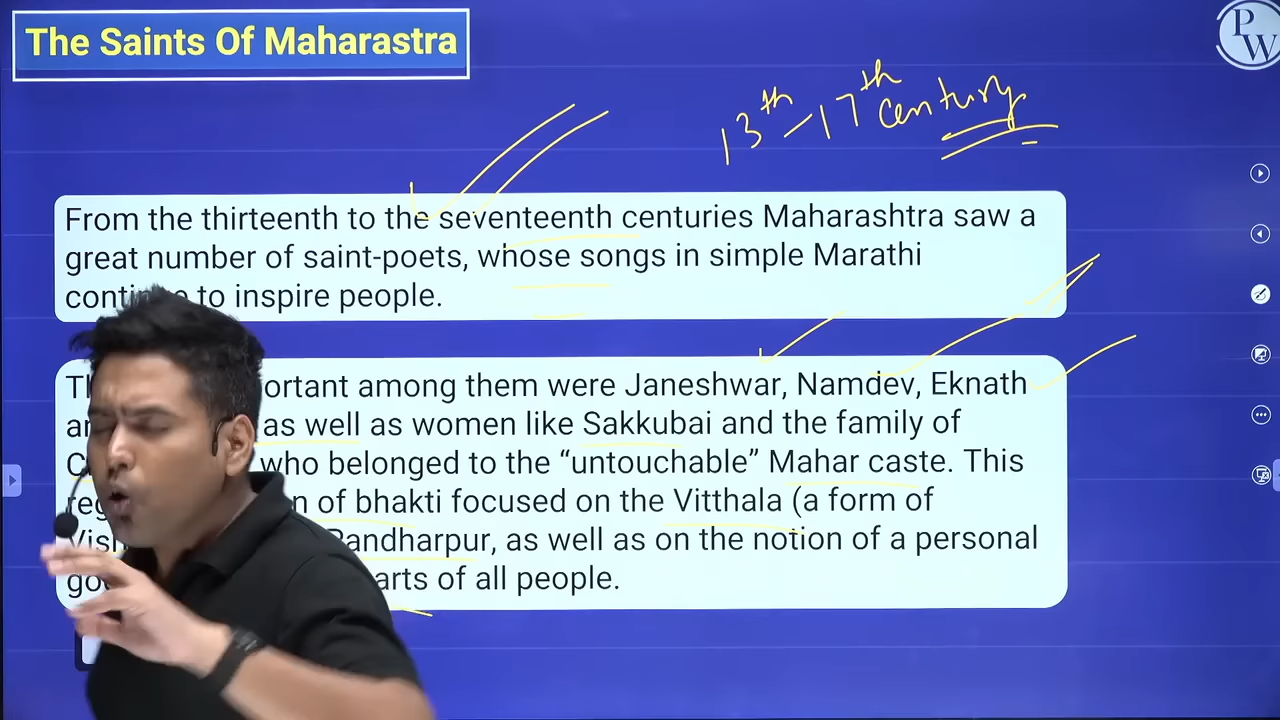 The Saints Of Maharastra
PW
13th-17th century
From the thirteenth to the seventeenth centuries Maharashtra saw a
great number of saint-poets, whose songs in simple Marathi
continue to inspire people.
among them were Janeshwar, Namdev, Eknath
as well as women like Sakkubai and the family of
who belonged to the “untouchable” Mahar caste. This
of bhakti focused on the Vitthala (a form of
Pandharpur, as well as on the notion of a personal
of all people.